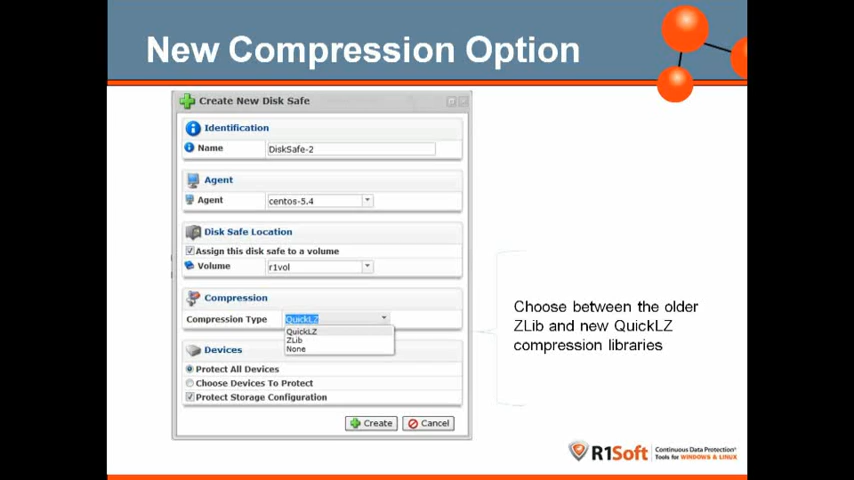 New Compression Option
Create New Disk Safe
Identification
Name DiskSafe-2
Agent
Agent centos-5.4
Disk Safe Location
Assign this disk safe to a volume
Volume r1vol
Compression
Compression Type QuickLZ
QuickLZ
ZLib
None
Devices
Protect All Devices
Choose Devices To Protect
Protect Storage Configuration
Create Cancel
Choose between the older
ZLib and new QuickLZ
compression libraries
R1Soft Continuous Data Protection®
Tools for WINDOWS & LINUX